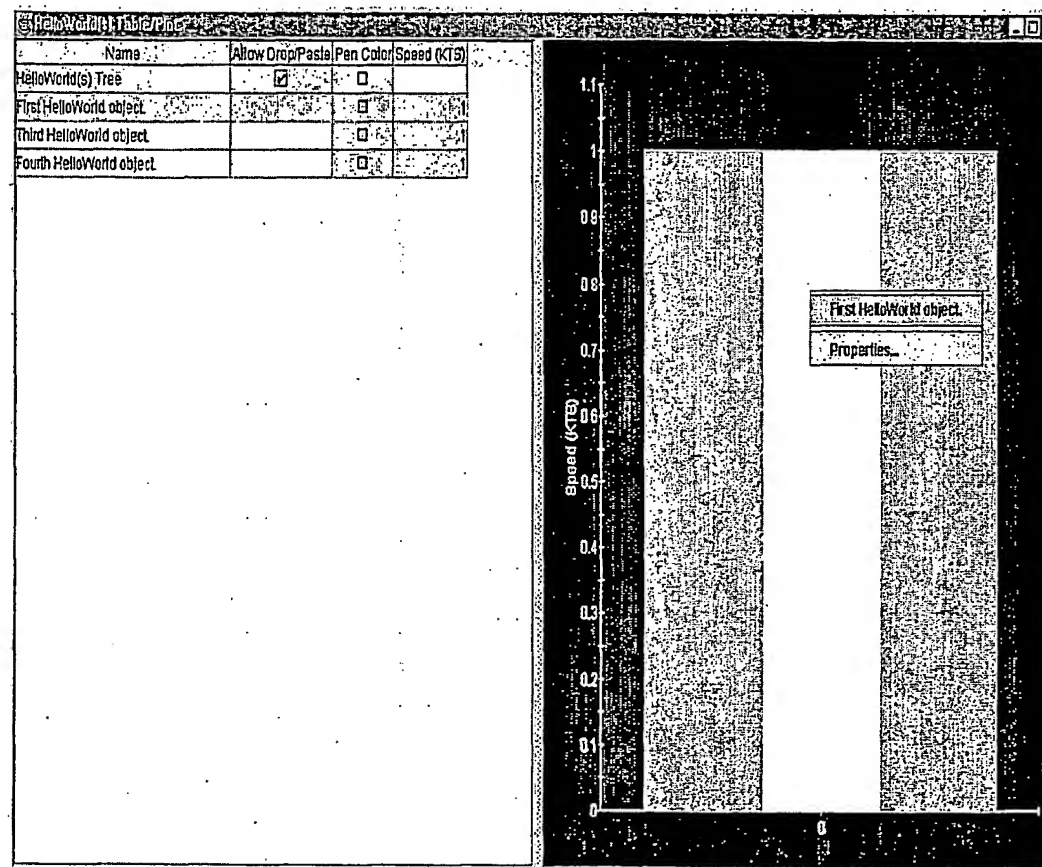 HelloWorld(s) Table/Plot
Name Allow Drop/Paste Pen Color Speed (KTS)
HelloWorld(s) Tree
First HelloWorld object. 1
Third HelloWorld object. 1
Fourth HelloWorld object. 1
1.1
1
0.9
0.8
First HelloWorld object.
Properties...
0.7
0.6
Speed (KTS)
0.5
0.4
0.3
0.2
0.1
0
0